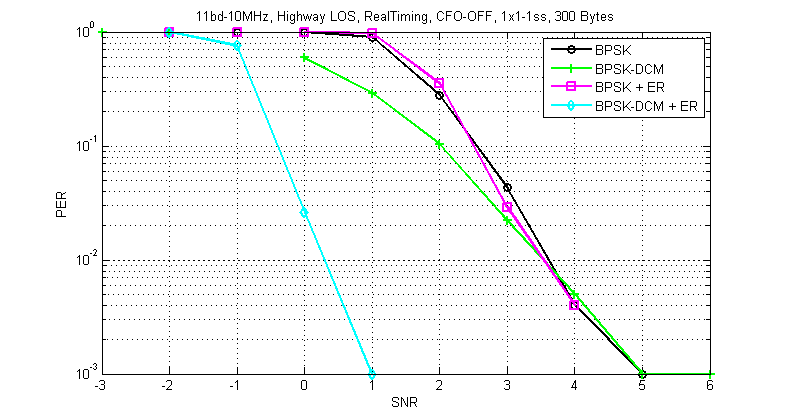 11bd-10MHz, Highway LOS, RealTiming, CFO-OFF, 1x1-1ss, 300 Bytes
10^0
BPSK
BPSK-DCM
BPSK + ER
BPSK-DCM + ER
10^-1
PER
10^-2
10^-3
-3 -2 -1 0 1 2 3 4 5 6
SNR